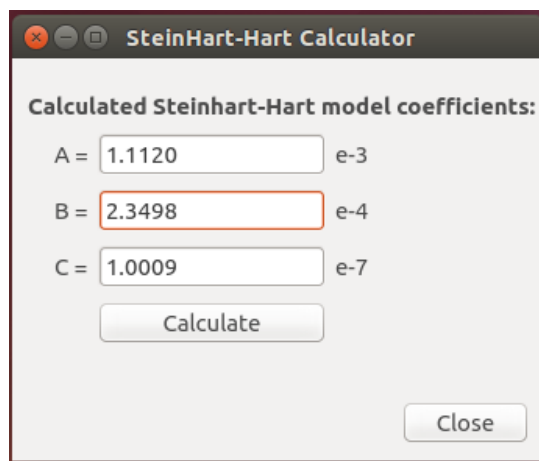 SteinHart-Hart Calculator
Calculated Steinhart-Hart model coefficients:
A = 1.1120 e-3
B = 2.3498 e-4
C = 1.0009 e-7
Calculate
Close